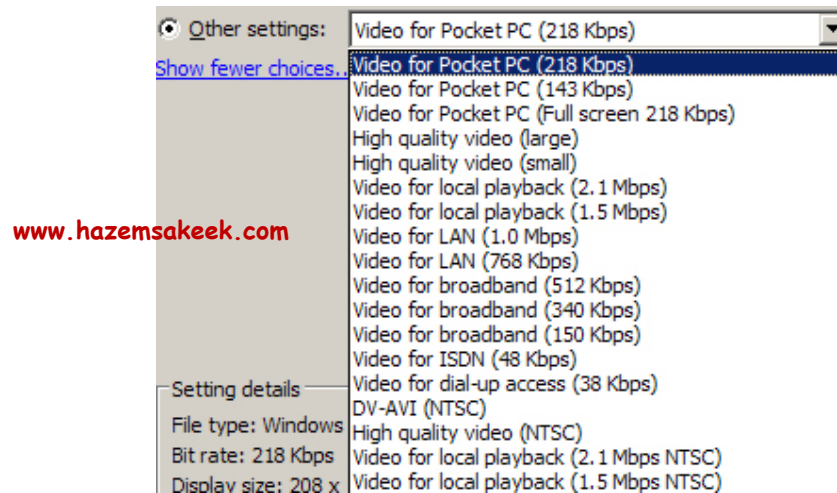 Other settings: Video for Pocket PC (218 Kbps)
Show fewer choices.. Video for Pocket PC (218 Kbps)
Video for Pocket PC (143 Kbps)
Video for Pocket PC (Full screen 218 Kbps)
High quality video (large)
High quality video (small)
Video for local playback (2.1 Mbps)
Video for local playback (1.5 Mbps)
www.hazemsakeek.com
Video for LAN (1.0 Mbps)
Video for LAN (768 Kbps)
Video for broadband (512 Kbps)
Video for broadband (340 Kbps)
Video for broadband (150 Kbps)
Video for ISDN (48 Kbps)
Video for dial-up access (38 Kbps)
DV-AVI (NTSC)
High quality video (NTSC)
Video for local playback (2.1 Mbps NTSC)
Video for local playback (1.5 Mbps NTSC)
Setting details
File type: Windows
Bit rate: 218 Kbps
Display size: 208 x